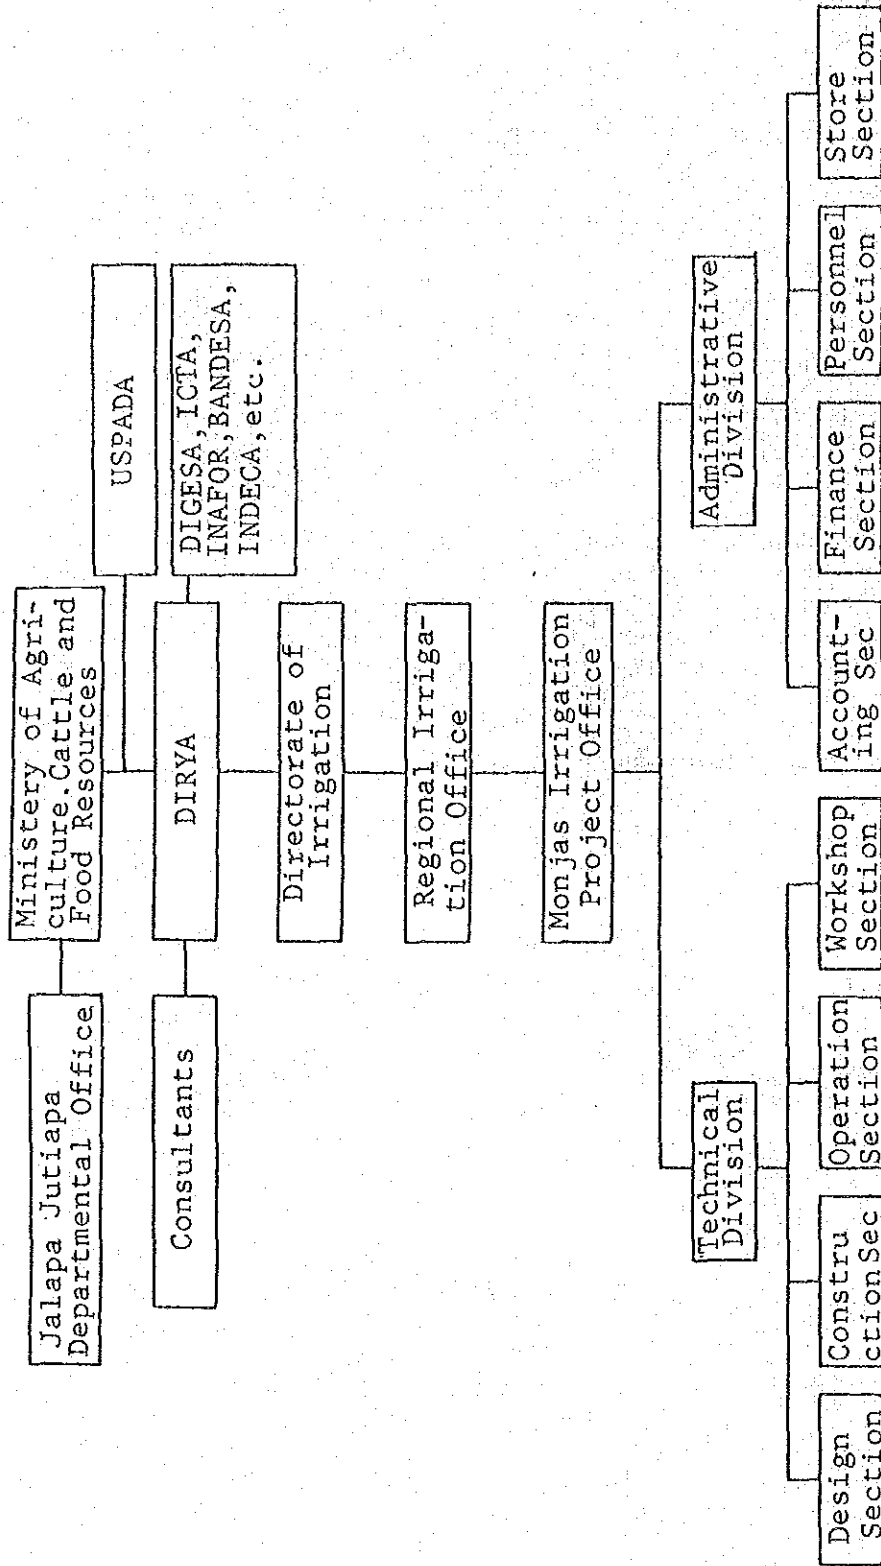 Ministery of Agri-
culture.Cattle and
Food Resources
Jalapa Jutiapa
Departmental Office
USPADA
Consultants
DIRYA
DIGESA, ICTA,
INAFOR,BANDESA,
INDECA,etc.
Directorate of
Irrigation
Regional Irriga-
tion Office
Monjas Irrigation
Project Office
Technical
Division
Administrative
Division
Design
Section
Constru
ctionSec
Operation
Section
Workshop
Section
Account-
ing Sec
Finance
Section
Personnel
Section
Store
Section